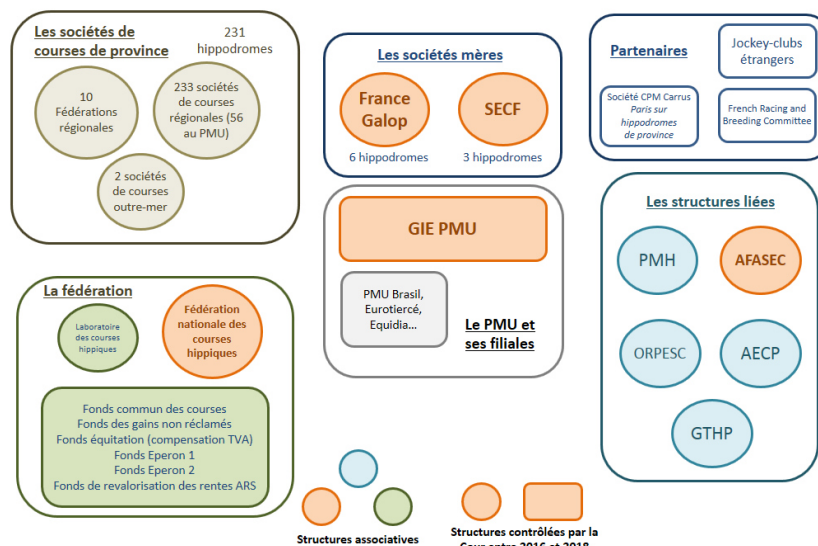 Les sociétés de
courses de province
231
hippodromes
10
Fédérations
régionales
233 sociétés
de courses
régionales (56
au PMU)
2 sociétés
de courses
outre-mer
Les sociétés mères
France
Galop
SECF
6 hippodromes
3 hippodromes
Partenaires
Jockey-clubs
étrangers
Société CPM Carrus
Paris sur
hippodromes
de province
French Racing and
Breeding Committee
GIE PMU
PMU Brasil,
Eurotiercé,
Equidia...
Le PMU et
ses filiales
Les structures liées
PMH
AFASEC
ORPESC
AECP
GTHP
La fédération
Laboratoire
des courses
hippiques
Fédération
nationale des
courses
hippiques
Fonds commun des courses
Fonds des gains non réclamés
Fonds équitation (compensation TVA)
Fonds Eperon 1
Fonds Eperon 2
Fonds de revalorisation des rentes ARS
Structures associatives
Structures contrôlées par la
Cour entre 2016 et 2018